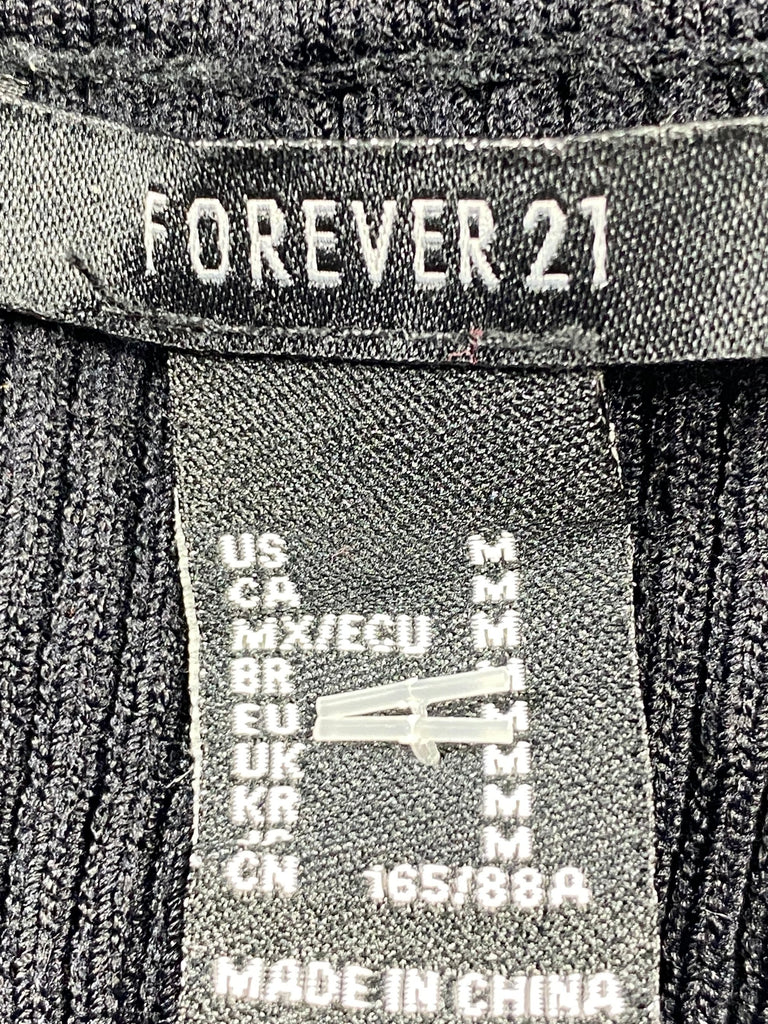 FOREVER 21
US M
CA M
MX/ECU M
BR M
EU M
UK M
KR M
M
CN 165/88A
MADE IN CHINA